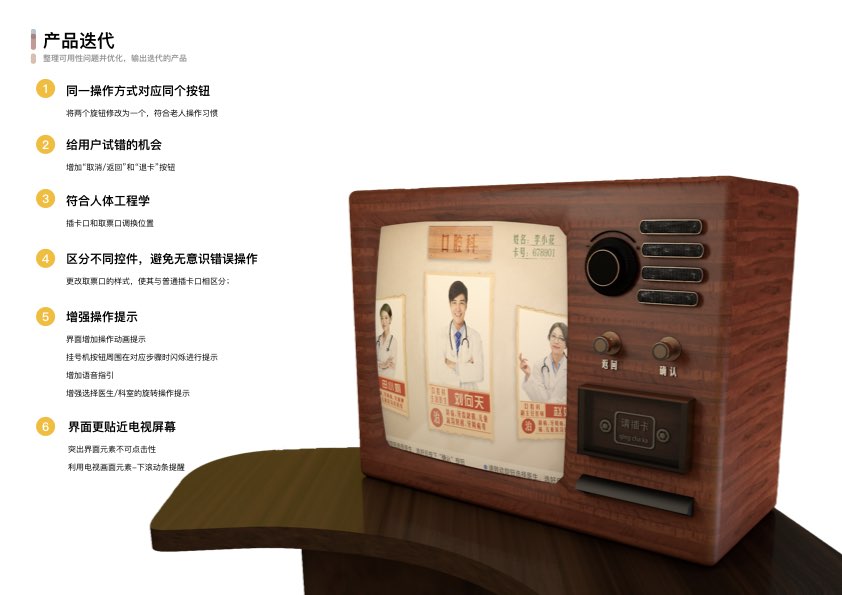 产品迭代
整理可用性问题并优化，输出迭代的产品
1 同一操作方式对应同个按钮
将两个旋钮修改为一个，符合老人操作习惯
2 给用户试错的机会
增加“取消/返回”和“退卡”按钮
3 符合人体工程学
插卡口和取票口调换位置
4 区分不同控件，避免无意识错误操作
更改取票口的样式，使其与普通插卡口相区分；
5 增强操作提示
界面增加操作动画提示
挂号机按钮周围在对应步骤时闪烁进行提示
增加语音指引
增强选择医生/科室的旋转操作提示
6 界面更贴近电视屏幕
突出界面元素不可点击性
利用电视画面元素-下滚动条提醒
口腔科
姓名：李小花
卡号：678901
刘向天
治
治
返回
确认
请插卡
qing cha ka